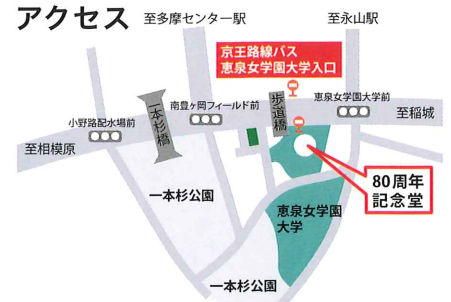 アクセス
至多摩センター駅
至永山駅
京王路線バス
恵泉女学園大学入口
小野路配水場前
一本杉橋
南豊ヶ岡フィールド前
歩道橋
恵泉女学園大学前
至稲城
至相模原
80周年
記念堂
一本杉公園
恵泉女学園
大学
一本杉公園